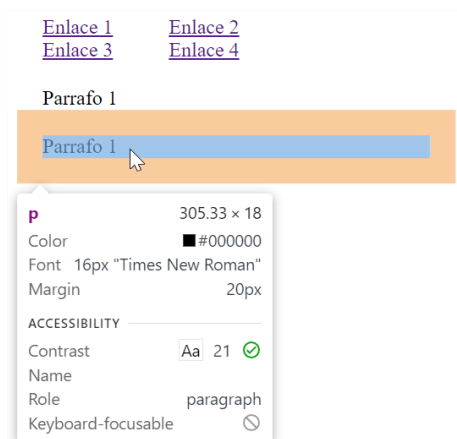 Enlace 1 Enlace 2
Enlace 3 Enlace 4
Parrafo 1
Parrafo 1
p 305.33 × 18
Color #000000
Font 16px "Times New Roman"
Margin 20px
ACCESSIBILITY
Contrast Aa 21
Name
Role paragraph
Keyboard-focusable